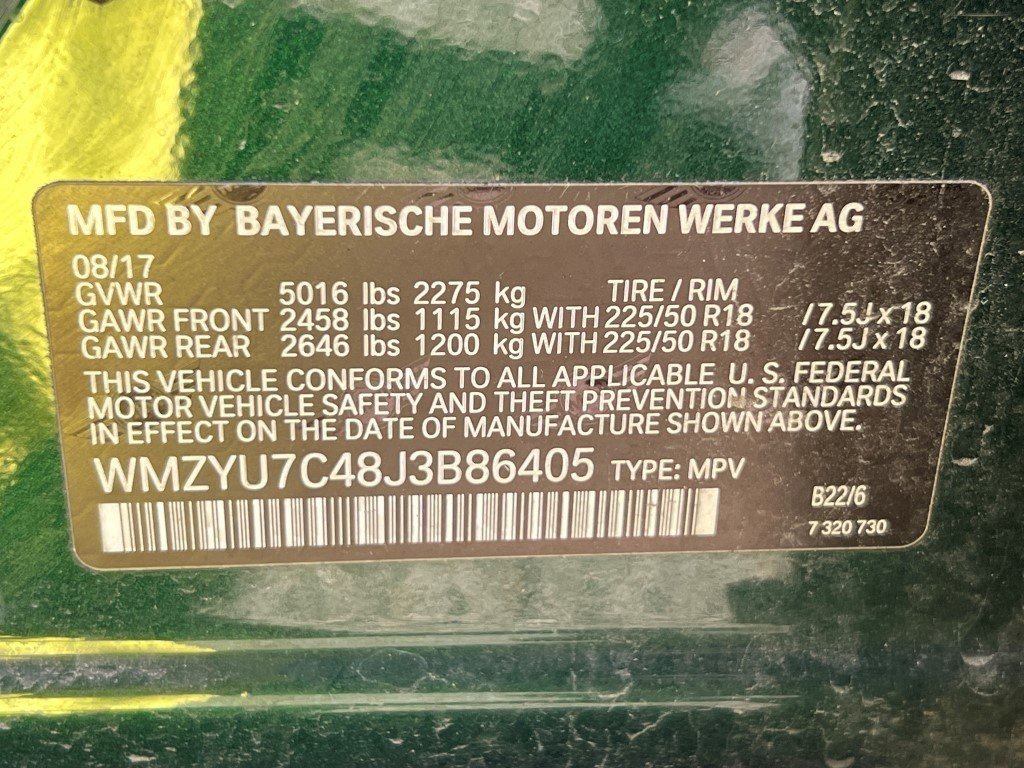 MFD BY BAYERISCHE MOTOREN WERKE AG
08/17
GVWR 5016 lbs 2275 kg TIRE / RIM
GAWR FRONT 2458 lbs 1115 kg WITH 225/50 R18 / 7.5J x 18
GAWR REAR 2646 lbs 1200 kg WITH 225/50 R18 / 7.5J x 18
THIS VEHICLE CONFORMS TO ALL APPLICABLE U. S. FEDERAL
MOTOR VEHICLE SAFETY AND THEFT PREVENTION STANDARDS
IN EFFECT ON THE DATE OF MANUFACTURE SHOWN ABOVE.
WMZYU7C48J3B86405 TYPE: MPV
B22/6
7 320 730